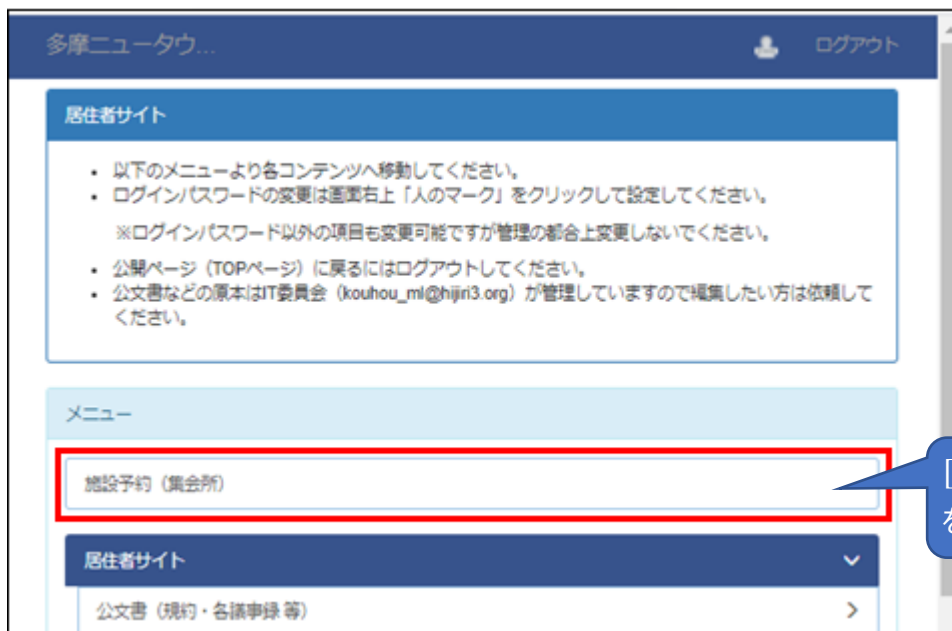 多摩ニュータウ...
ログアウト
居住者サイト
• 以下のメニューより各コンテンツへ移動してください。
• ログインパスワードの変更は画面右上「人のマーク」をクリックして設定してください。
※ログインパスワード以外の項目も変更可能ですが管理の都合上変更しないでください。
• 公開ページ（TOPページ）に戻るにはログアウトしてください。
• 公文書などの原本はIT委員会（kouhou_ml@hijiri3.org）が管理していますので編集したい方は依頼して
ください。
メニュー
施設予約（集会所）
[
を
居住者サイト
公文書（規約・各議事録 等）